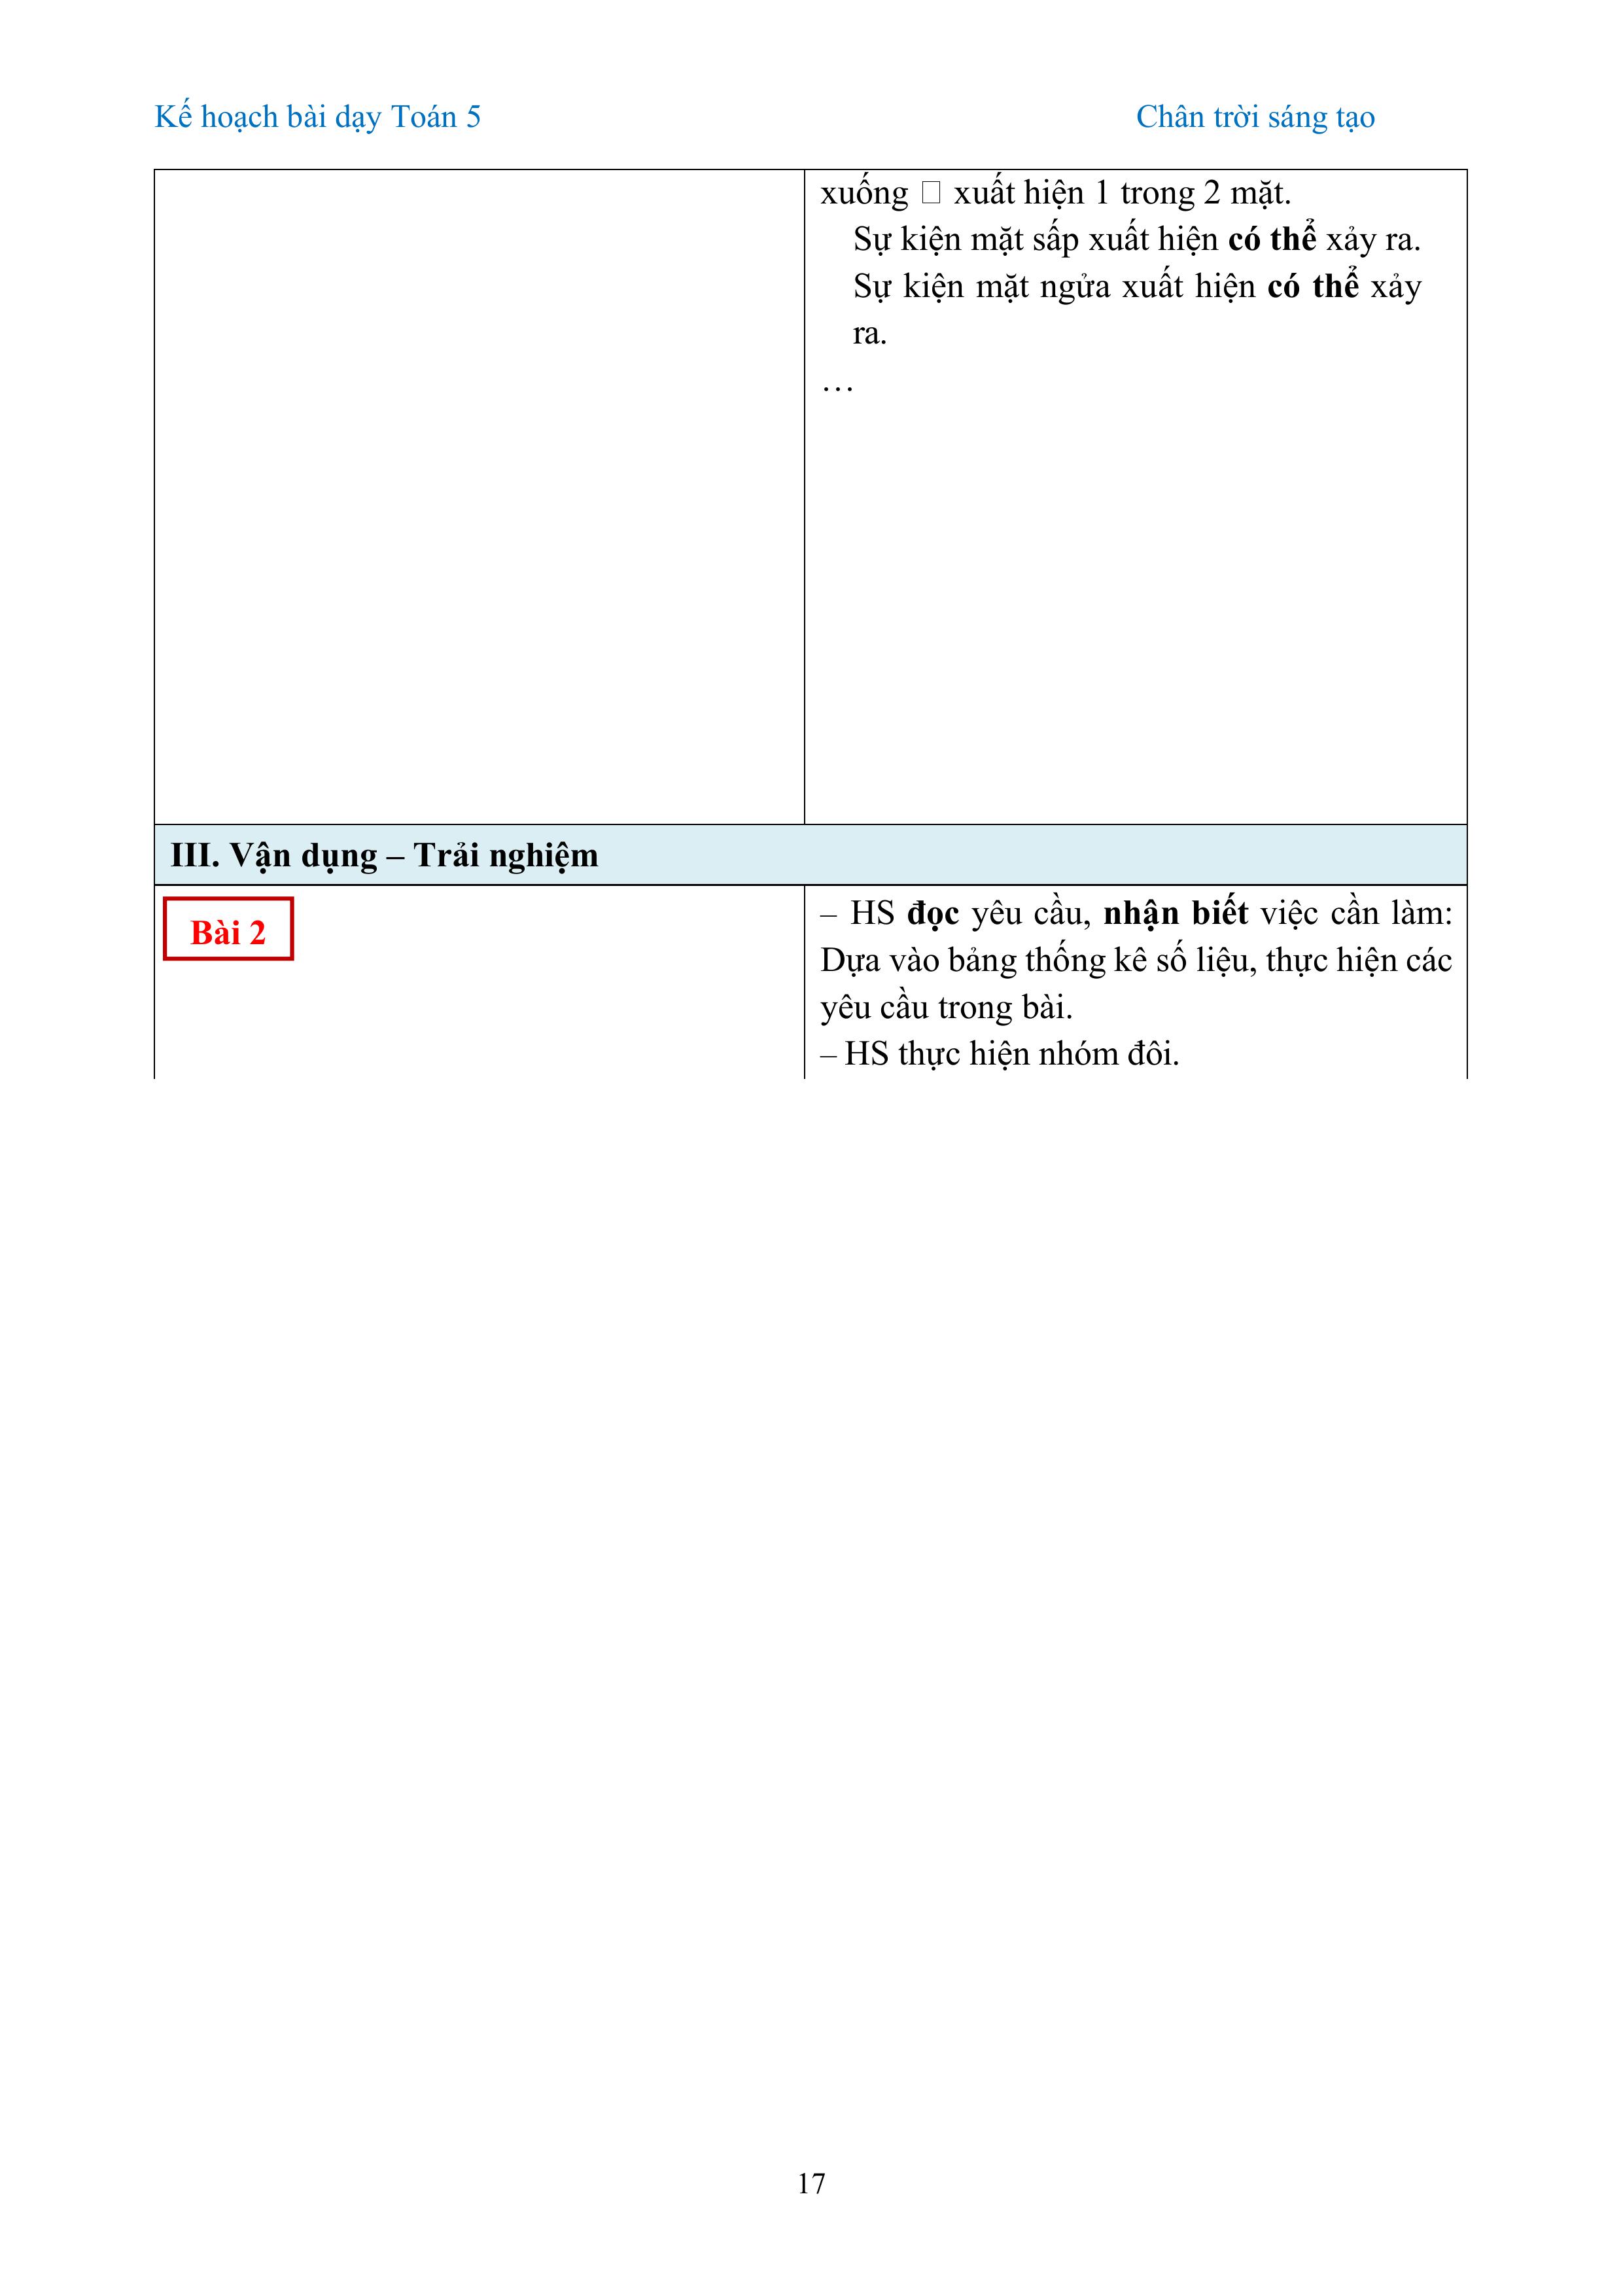 Kế hoạch bài dạy Toán 5 Chân trời sáng tạo
xuống □ xuất hiện 1 trong 2 mặt.
Sự kiện mặt sấp xuất hiện có thể xảy ra.
Sự kiện mặt ngửa xuất hiện có thể xảy
ra.
…
III. Vận dụng – Trải nghiệm
Bài 2
– HS đọc yêu cầu, nhận biết việc cần làm:
Dựa vào bảng thống kê số liệu, thực hiện các
yêu cầu trong bài.
– HS thực hiện nhóm đôi.
17